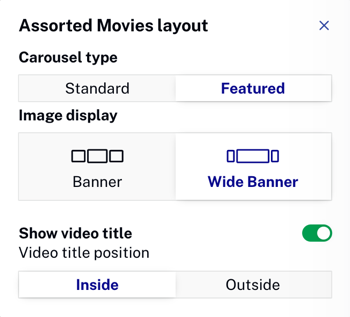 Assorted Movies layout
Carousel type
Standard Featured
Image display
Banner Wide Banner
Show video title
Video title position
Inside Outside